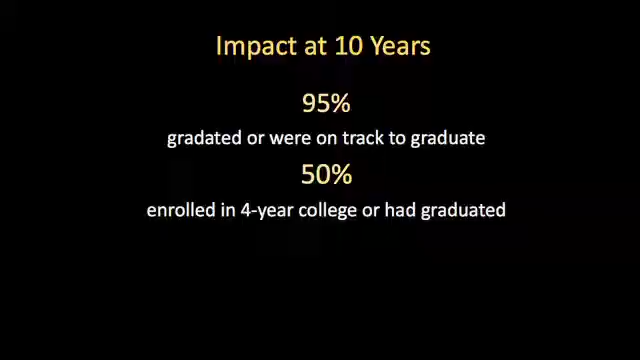 Impact at 10 Years
95%
gradated or were on track to graduate
50%
enrolled in 4-year college or had graduated